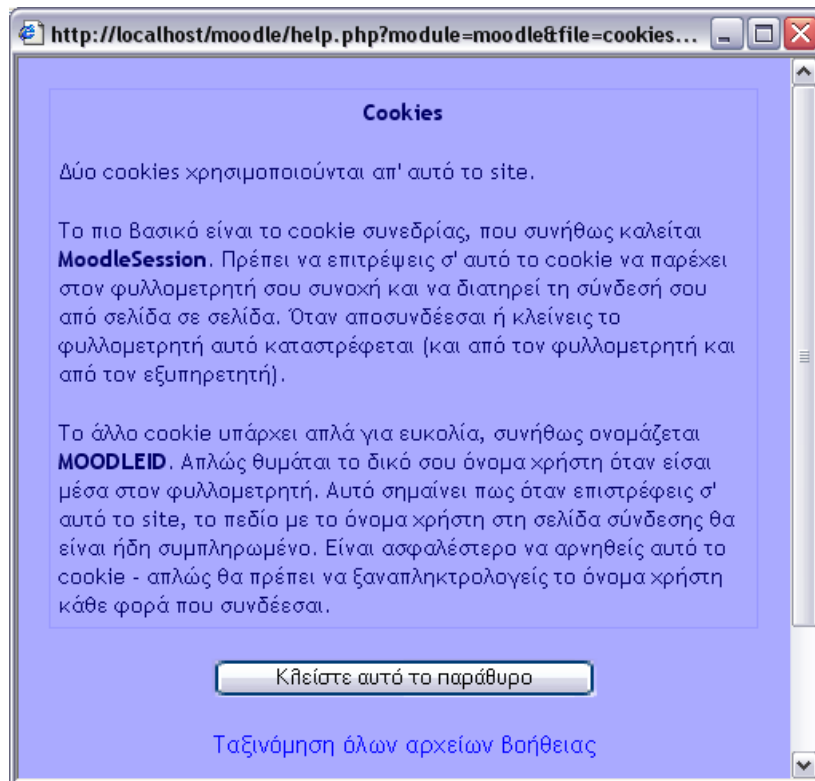 http://localhost/moodle/help.php?module=moodle&file=cookies...
Cookies
Δύο cookies χρησιμοποιούνται απ' αυτό το site.
Το πιο βασικό είναι το cookie συνεδρίας, που συνήθως καλείται
MoodleSession. Πρέπει να επιτρέψεις σ' αυτό το cookie να παρέχει
στον φυλλομετρητή σου συνοχή και να διατηρεί τη σύνδεσή σου
από σελίδα σε σελίδα. Όταν αποσυνδέεσαι ή κλείνεις το
φυλλομετρητή αυτό καταστρέφεται (και από τον φυλλομετρητή και
από τον εξυπηρετητή).
Το άλλο cookie υπάρχει απλά για ευκολία, συνήθως ονομάζεται
MOODLEID. Απλώς θυμάται το δικό σου όνομα χρήστη όταν είσαι
μέσα στον φυλλομετρητή. Αυτό σημαίνει πως όταν επιστρέφεις σ'
αυτό το site, το πεδίο με το όνομα χρήστη στη σελίδα σύνδεσης θα
είναι ήδη συμπληρωμένο. Είναι ασφαλέστερο να αρνηθείς αυτό το
cookie - απλώς θα πρέπει να ξαναπληκτρολογείς το όνομα χρήστη
κάθε φορά που συνδέεσαι.
Κλείστε αυτό το παράθυρο
Ταξινόμηση όλων αρχείων βοήθειας